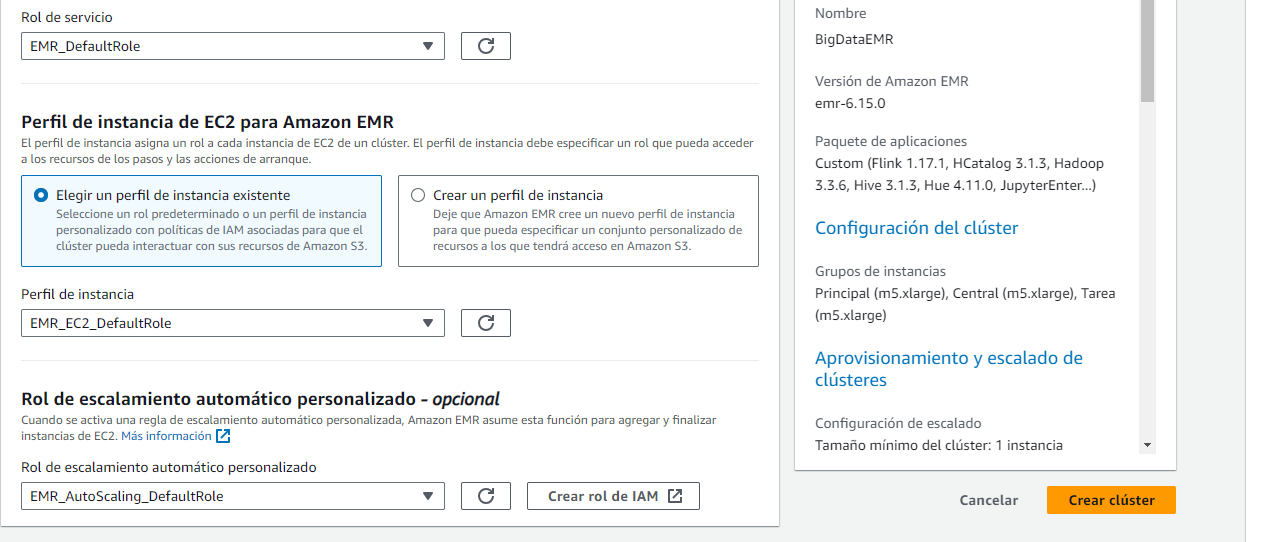 Rol de servicio
EMR_DefaultRole
Perfil de instancia de EC2 para Amazon EMR
El perfil de instancia asigna un rol a cada instancia de EC2 de un clúster. El perfil de instancia debe especificar un rol que pueda acceder
a los recursos de los pasos y las acciones de arranque.
Elegir un perfil de instancia existente
Seleccione un rol predeterminado o un perfil de instancia
personalizado con políticas de IAM asociadas para que el
clúster pueda interactuar con sus recursos de Amazon S3.
Crear un perfil de instancia
Deje que Amazon EMR cree un nuevo perfil de instancia
para que pueda especificar un conjunto personalizado de
recursos a los que tendrá acceso en Amazon S3.
Perfil de instancia
EMR_EC2_DefaultRole
Rol de escalamiento automático personalizado - opcional
Cuando se activa una regla de escalamiento automático personalizada, Amazon EMR asume esta función para agregar y finalizar
instancias de EC2. Más información
Rol de escalamiento automático personalizado
EMR_AutoScaling_DefaultRole
Crear rol de IAM
Nombre
BigDataEMR
Versión de Amazon EMR
emr-6.15.0
Paquete de aplicaciones
Custom (Flink 1.17.1, HCatalog 3.1.3, Hadoop
3.3.6, Hive 3.1.3, Hue 4.11.0, JupyterEnter...)
Configuración del clúster
Grupos de instancias
Principal (m5.xlarge), Central (m5.xlarge), Tarea
(m5.xlarge)
Aprovisionamiento y escalado de
clústeres
Configuración de escalado
Tamaño mínimo del clúster: 1 instancia
Cancelar
Crear clúster